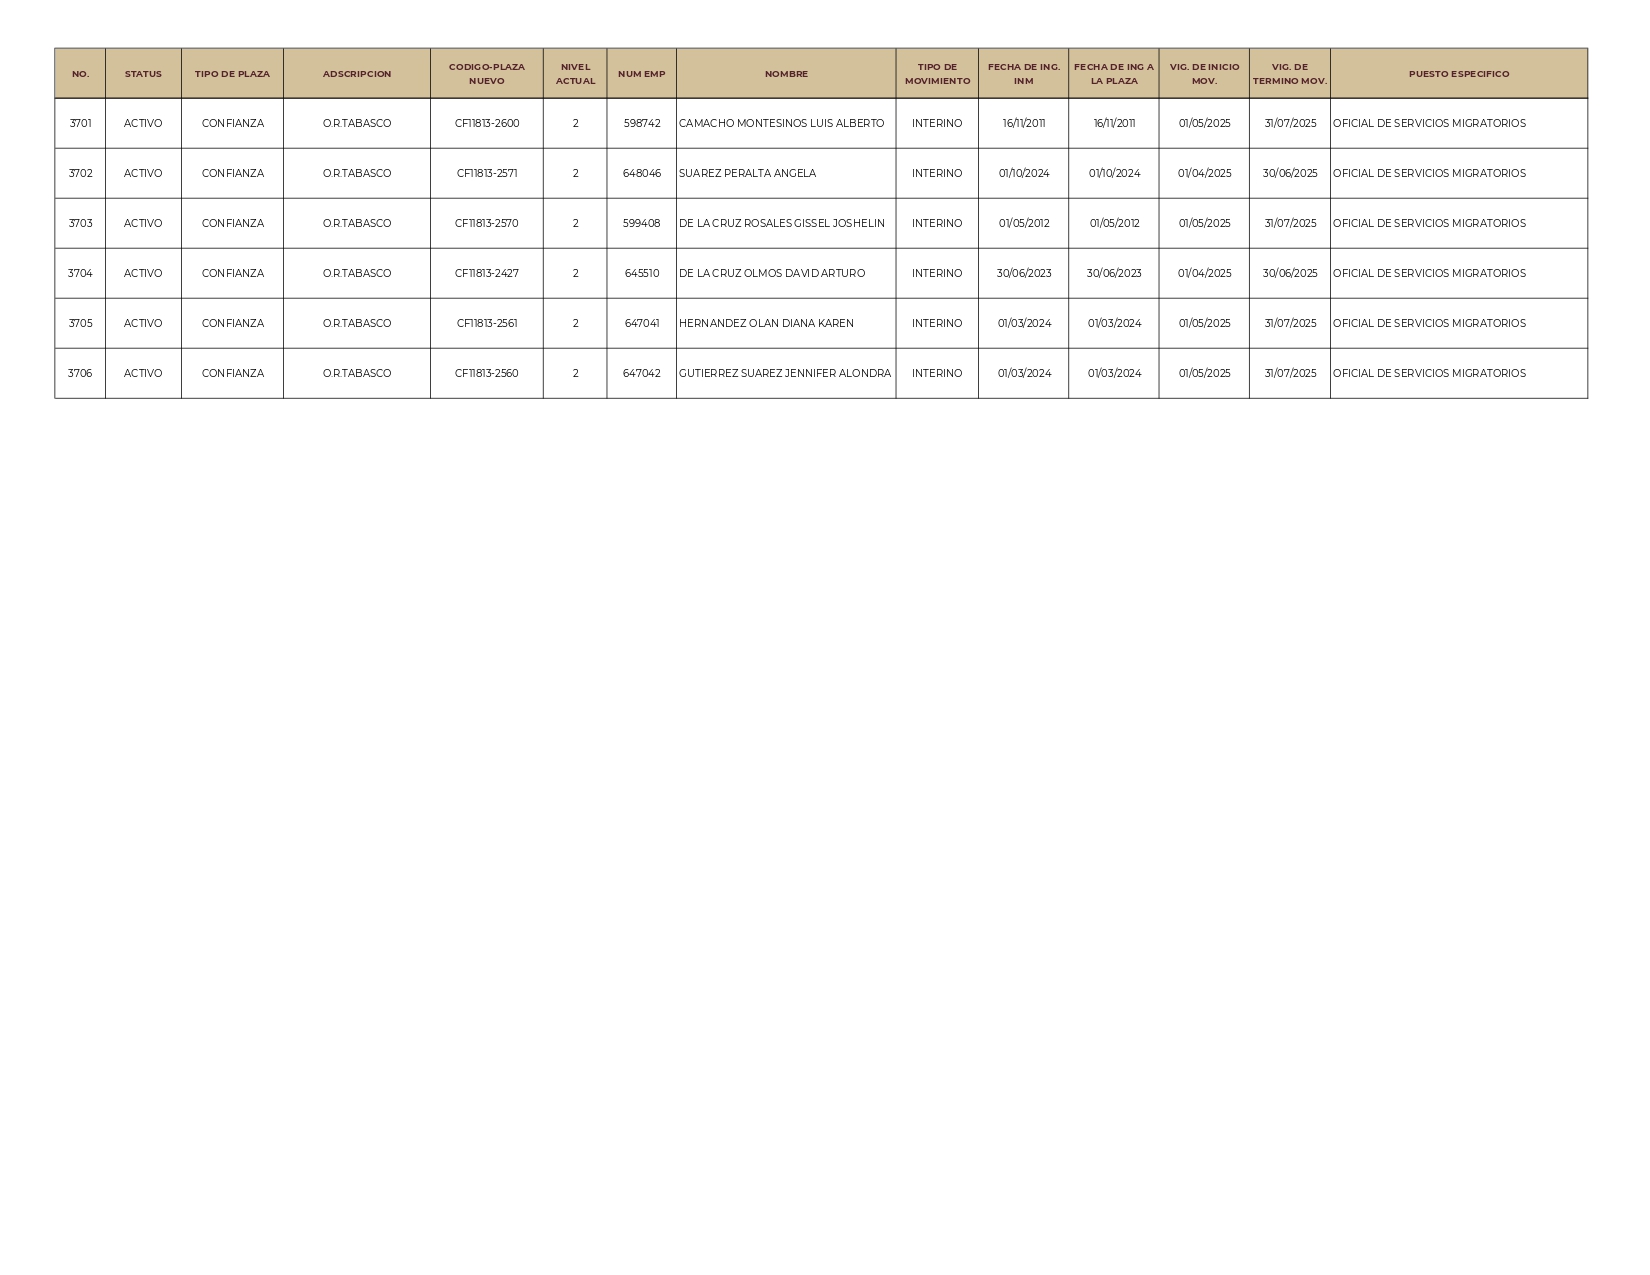 NO. STATUS TIPO DE PLAZA ADSCRIPCION CODIGO-PLAZA NUEVO NIVEL ACTUAL NUM EMP NOMBRE TIPO DE MOVIMIENTO FECHA DE ING. INM FECHA DE ING A LA PLAZA VIG. DE INICIO MOV. VIG. DE TERMINO MOV. PUESTO ESPECIFICO
3701 ACTIVO CONFIANZA O.R.TABASCO CF11813-2600 2 598742 CAMACHO MONTESINOS LUIS ALBERTO INTERINO 16/11/2011 16/11/2011 01/05/2025 31/07/2025 OFICIAL DE SERVICIOS MIGRATORIOS
3702 ACTIVO CONFIANZA O.R.TABASCO CF11813-2571 2 648046 SUAREZ PERALTA ANGELA INTERINO 01/10/2024 01/10/2024 01/04/2025 30/06/2025 OFICIAL DE SERVICIOS MIGRATORIOS
3703 ACTIVO CONFIANZA O.R.TABASCO CF11813-2570 2 599408 DE LA CRUZ ROSALES GISSEL JOSHELIN INTERINO 01/05/2012 01/05/2012 01/05/2025 31/07/2025 OFICIAL DE SERVICIOS MIGRATORIOS
3704 ACTIVO CONFIANZA O.R.TABASCO CF11813-2427 2 645510 DE LA CRUZ OLMOS DAVID ARTURO INTERINO 30/06/2023 30/06/2023 01/04/2025 30/06/2025 OFICIAL DE SERVICIOS MIGRATORIOS
3705 ACTIVO CONFIANZA O.R.TABASCO CF11813-2561 2 647041 HERNANDEZ OLAN DIANA KAREN INTERINO 01/03/2024 01/03/2024 01/05/2025 31/07/2025 OFICIAL DE SERVICIOS MIGRATORIOS
3706 ACTIVO CONFIANZA O.R.TABASCO CF11813-2560 2 647042 GUTIERREZ SUAREZ JENNIFER ALONDRA INTERINO 01/03/2024 01/03/2024 01/05/2025 31/07/2025 OFICIAL DE SERVICIOS MIGRATORIOS